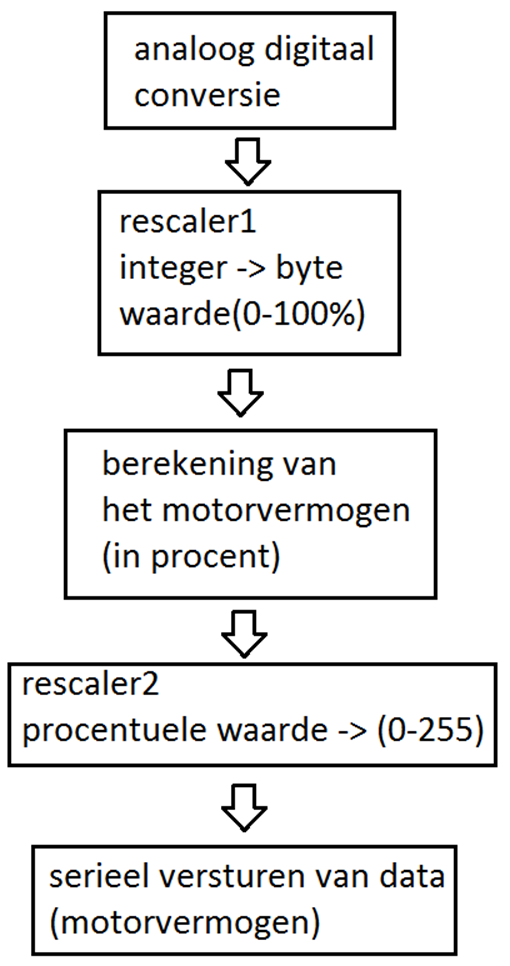 analoog digitaal
conversie
rescaler1
integer -> byte
waarde(0-100%)
berekening van
het motorvermogen
(in procent)
rescaler2
procentuele waarde -> (0-255)
serieel versturen van data
(motorvermogen)